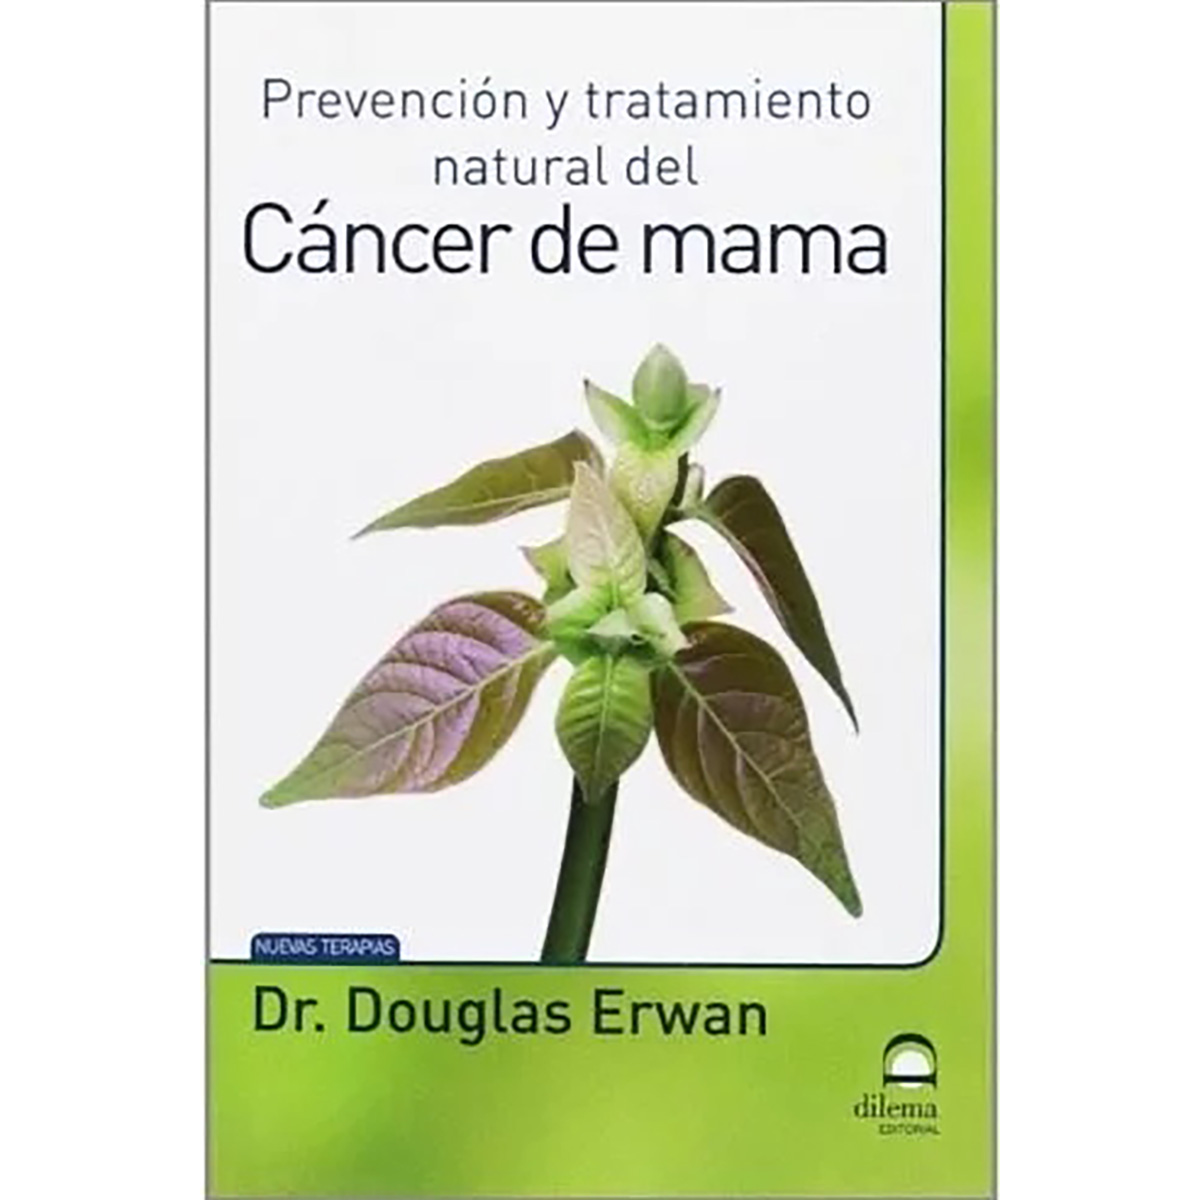 Prevención y tratamiento
natural del
Cáncer de mama
NUEVAS TERAPIAS
Dr. Douglas Erwan
dilema
EDITORIAL